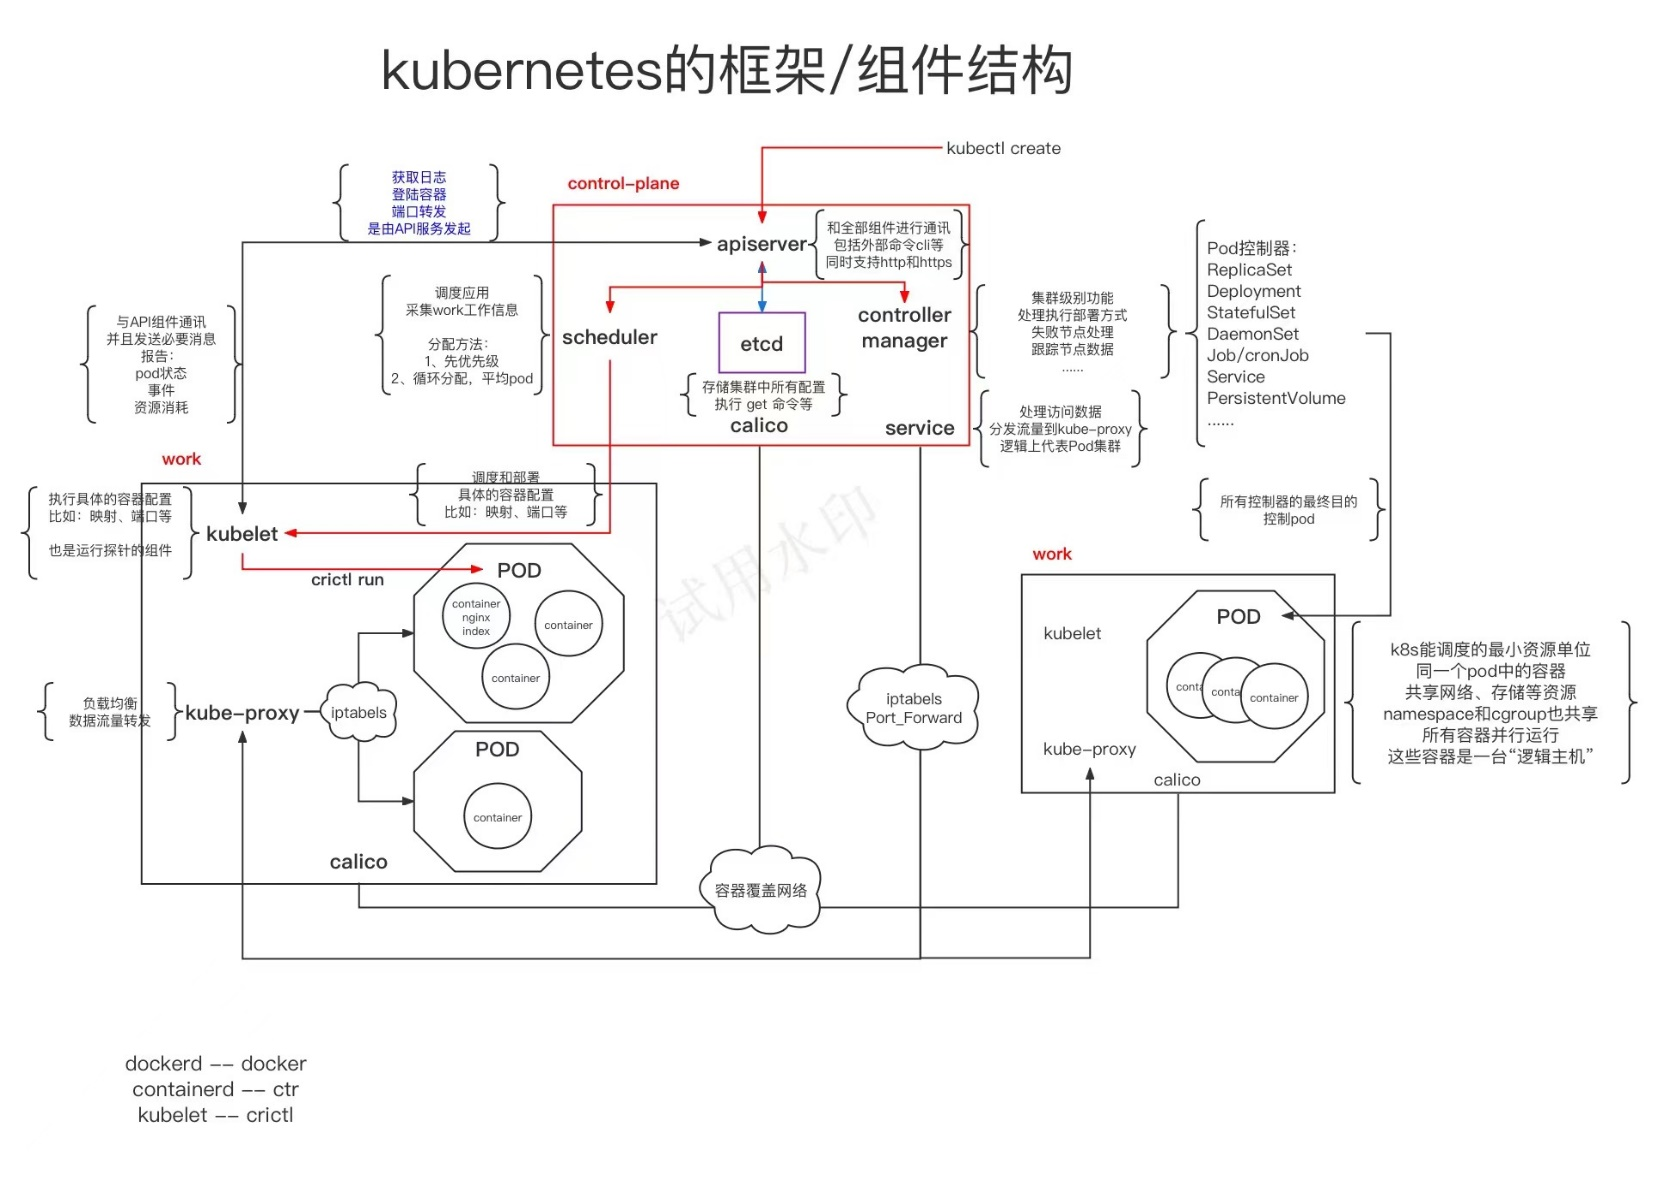 kubernetes的框架/组件结构
kubectl create
获取日志
登陆容器
端口转发
是由API服务发起
control-plane
apiserver
和全部组件进行通讯
包括外部命令cli等
同时支持http和https
调度应用
采集work工作信息
分配方法：
1、先优先级
2、循环分配，平均pod
scheduler
etcd
controller
manager
存储集群中所有配置
执行 get 命令等
calico
service
集群级别功能
处理执行部署方式
失败节点处理
跟踪节点数据
......
处理访问数据
分发流量到kube-proxy
逻辑上代表Pod集群
Pod控制器：
ReplicaSet
Deployment
StatefulSet
DaemonSet
Job/cronJob
Service
PersistentVolume
......
与API组件通讯
并且发送必要消息
报告：
pod状态
事件
资源消耗
work
执行具体的容器配置
比如：映射、端口等
也是运行探针的组件
kubelet
调度和部署
具体的容器配置
比如：映射、端口等
crictl run
POD
container
nginx
index
container
container
负载均衡
数据流量转发
kube-proxy
iptabels
POD
container
calico
试用水印
iptabels
Port_Forward
容器覆盖网络
所有控制器的最终目的
控制pod
work
kubelet
POD
conta
conta
container
kube-proxy
calico
k8s能调度的最小资源单位
同一个pod中的容器
共享网络、存储等资源
namespace和cgroup也共享
所有容器并行运行
这些容器是一台“逻辑主机”
dockerd -- docker
containerd -- ctr
kubelet -- crictl